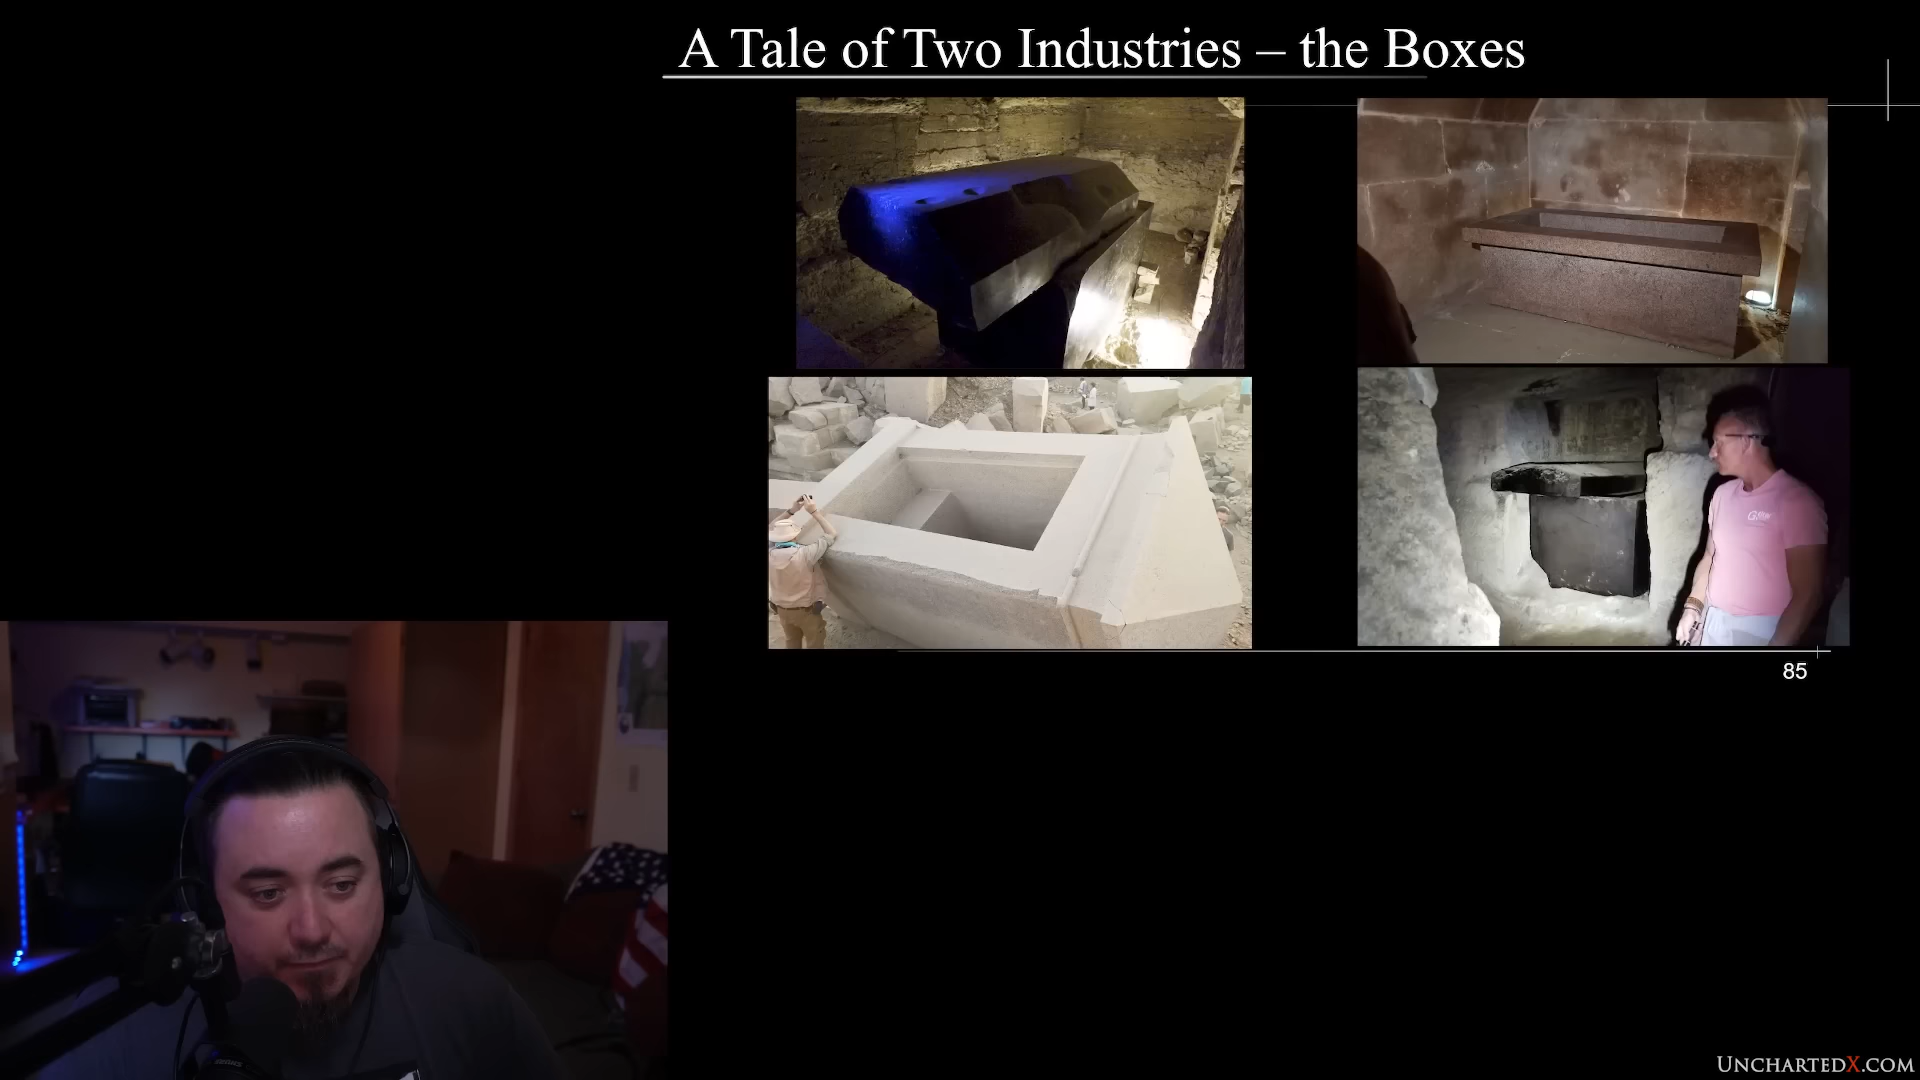 A Tale of Two Industries – the Boxes
85
UNCHARTEDX.COM